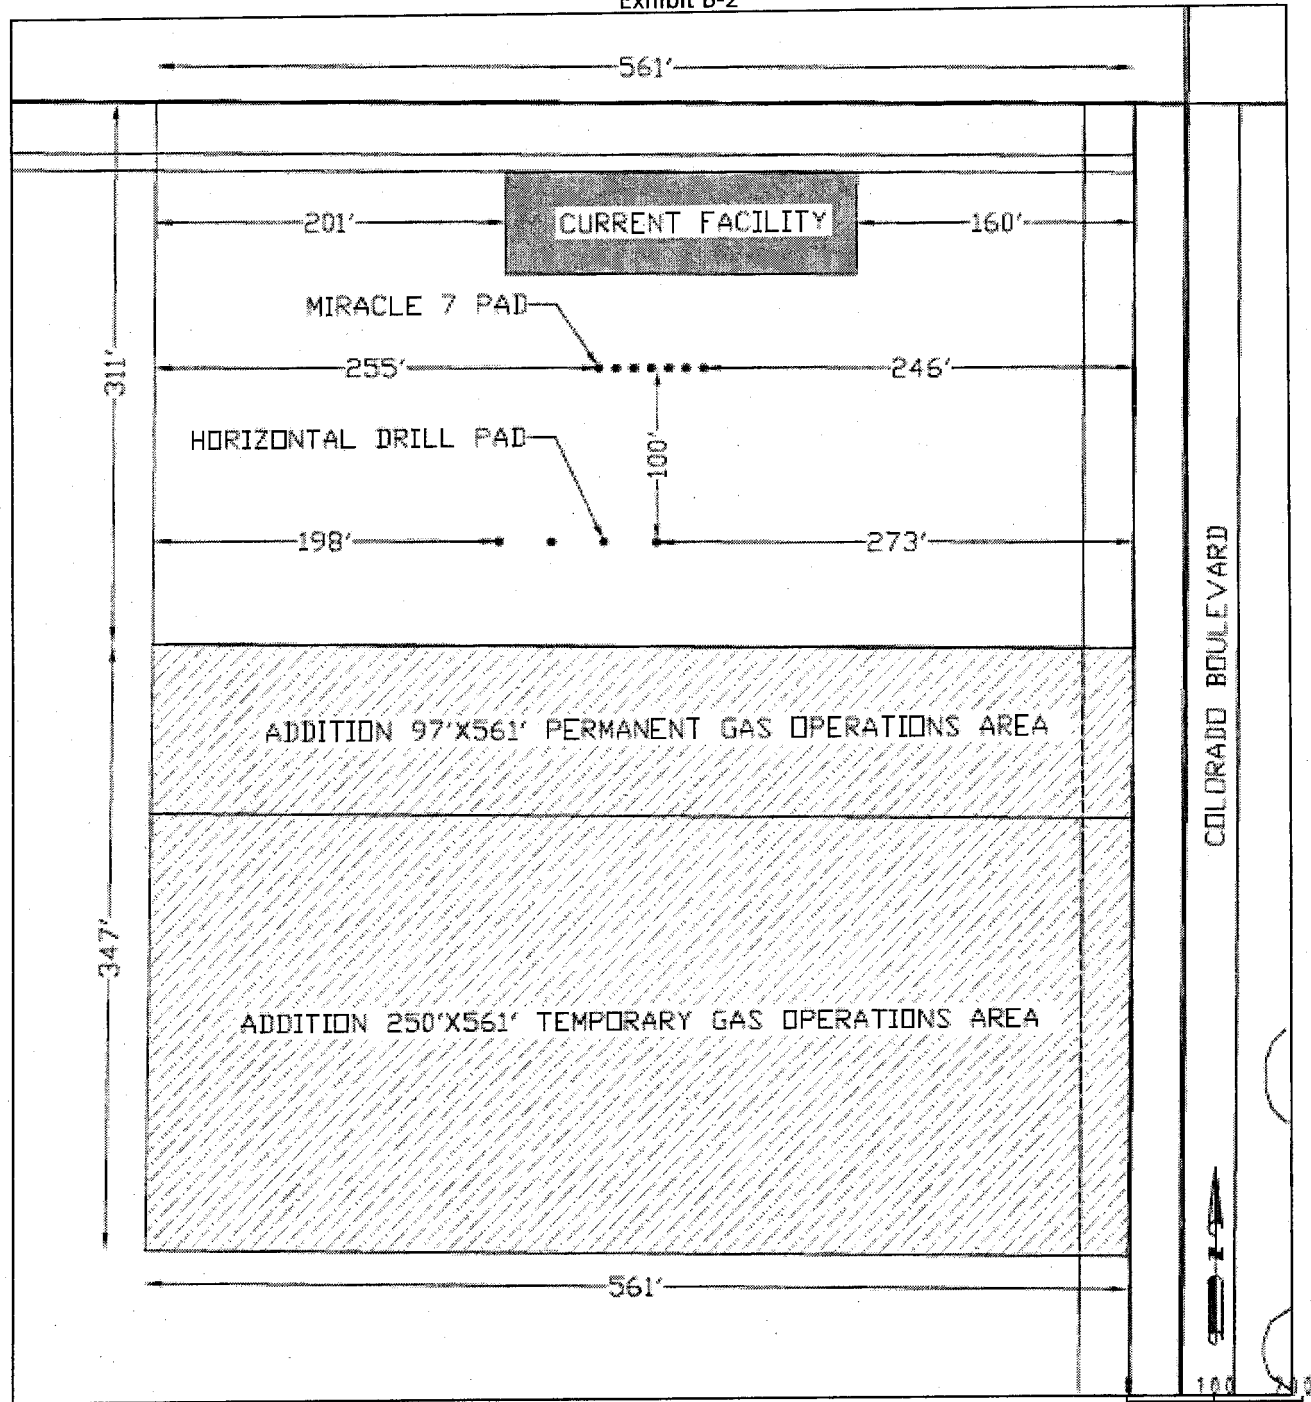 Exhibit B-2
561'
201'
CURRENT FACILITY
160'
MIRACLE 7 PAD
311'
255'
246'
HORIZONTAL DRILL PAD
100'
198'
273'
COLORADO BOULEVARD
ADDITION 97'X561' PERMANENT GAS OPERATIONS AREA
347'
ADDITION 250'X561' TEMPORARY GAS OPERATIONS AREA
561'
100